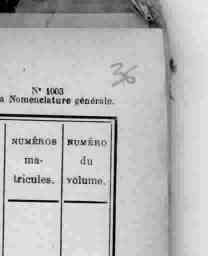 36
N° 1003
a Nomenclature générale.
NUMÉROS
ma-
tricules.
NUMÉRO
du
volume.